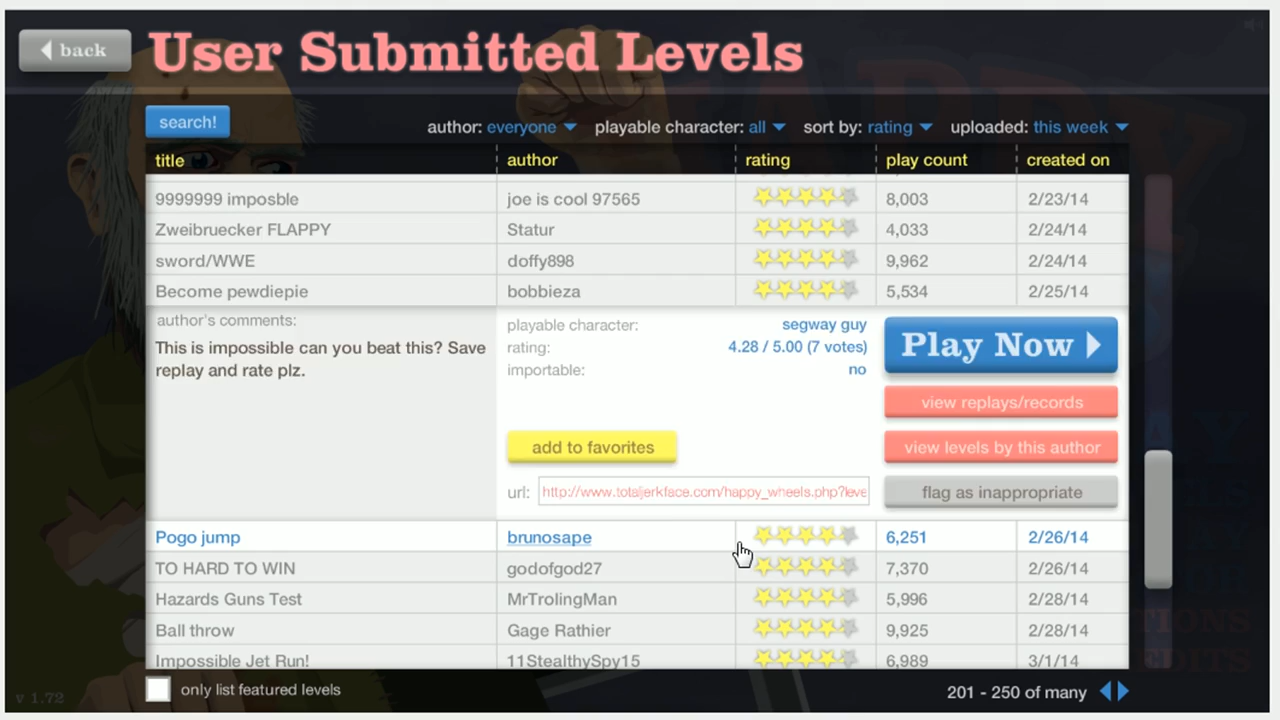 back
User Submitted Levels
search!
author: everyone playable character: all sort by: rating uploaded: this week
title author rating play count created on
9999999 imposble joe is cool 97565 8,003 2/23/14
Zweibruecker FLAPPY Statur 4,033 2/24/14
sword/WWE doffy898 9,962 2/24/14
Become pewdiepie bobbieza 5,534 2/25/14
author's comments:
This is impossible can you beat this? Save
replay and rate plz.
playable character: segway guy
rating: 4.28 / 5.00 (7 votes)
importable: no
add to favorites
url: http://www.totaljerkface.com/happy_wheels.php?leve
Play Now
view replays/records
view levels by this author
flag as inappropriate
Pogo jump brunosape 6,251 2/26/14
TO HARD TO WIN godofgod27 7,370 2/26/14
Hazards Guns Test MrTrolingMan 5,996 2/28/14
Ball throw Gage Rathier 9,925 2/28/14
Impossible Jet Run! 11StealthySpy15 6,989 3/1/14
only list featured levels
201 - 250 of many
v 1.72